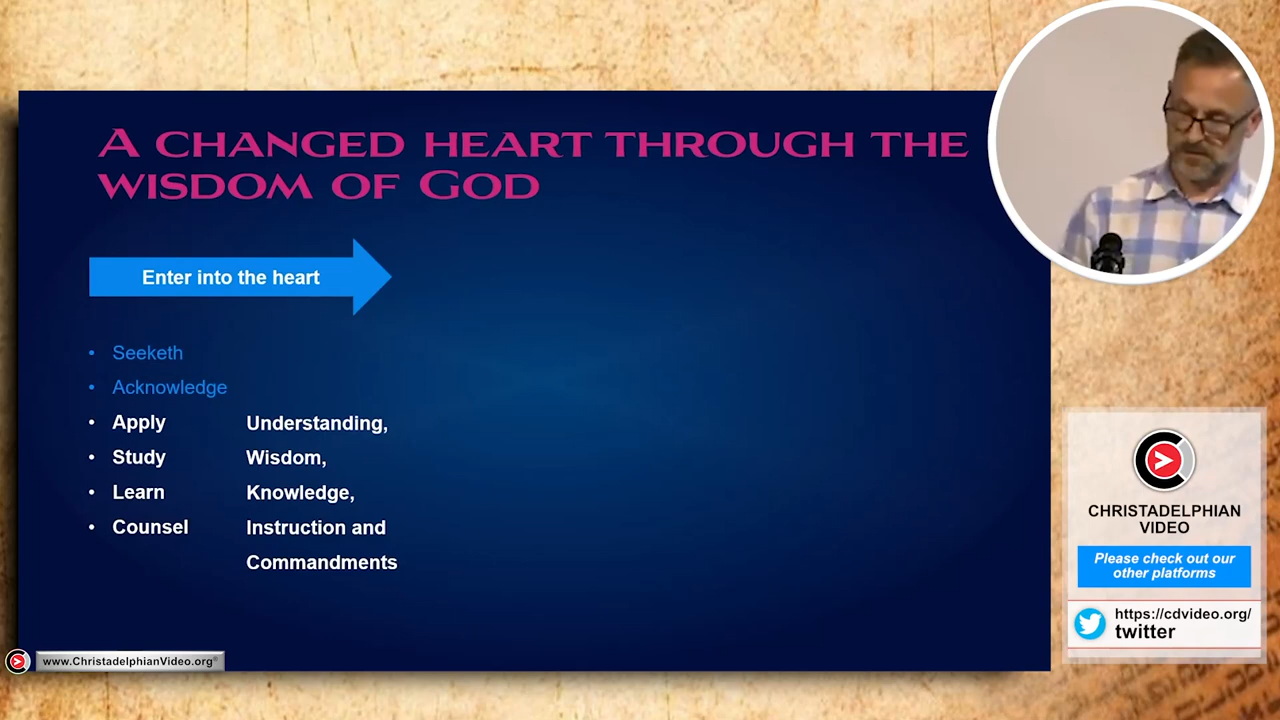 A CHANGED HEART THROUGH THE
WISDOM OF GOD
Enter into the heart
• Seeketh
• Acknowledge
• Apply Understanding,
• Study Wisdom,
• Learn Knowledge,
• Counsel Instruction and
Commandments
CHRISTADELPHIAN
VIDEO
Please check out our
other platforms
https://cdvideo.org/
twitter
www.ChristadelphianVideo.org®